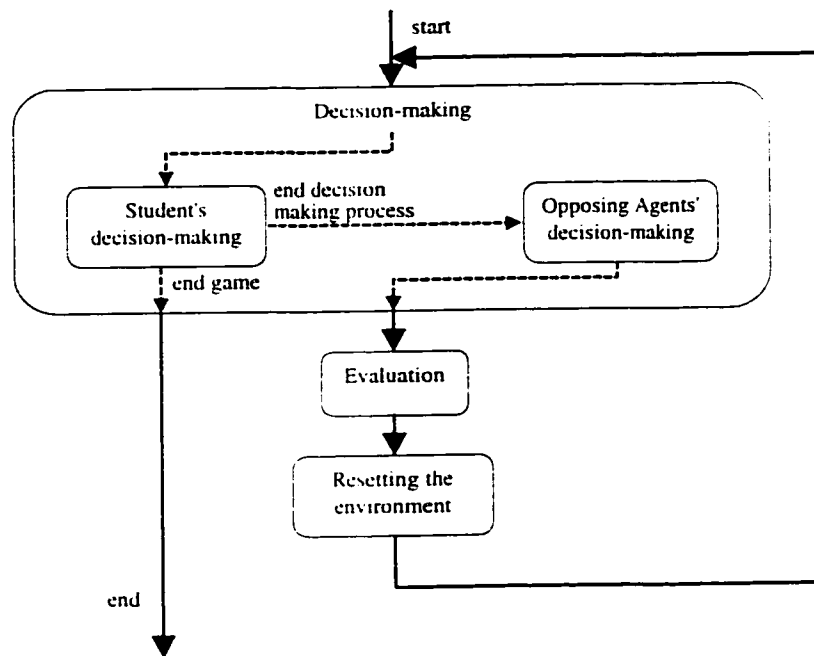 start
Decision-making
Student's
decision-making
end decision
making process
Opposing Agents'
decision-making
end game
Evaluation
Resetting the
environment
end